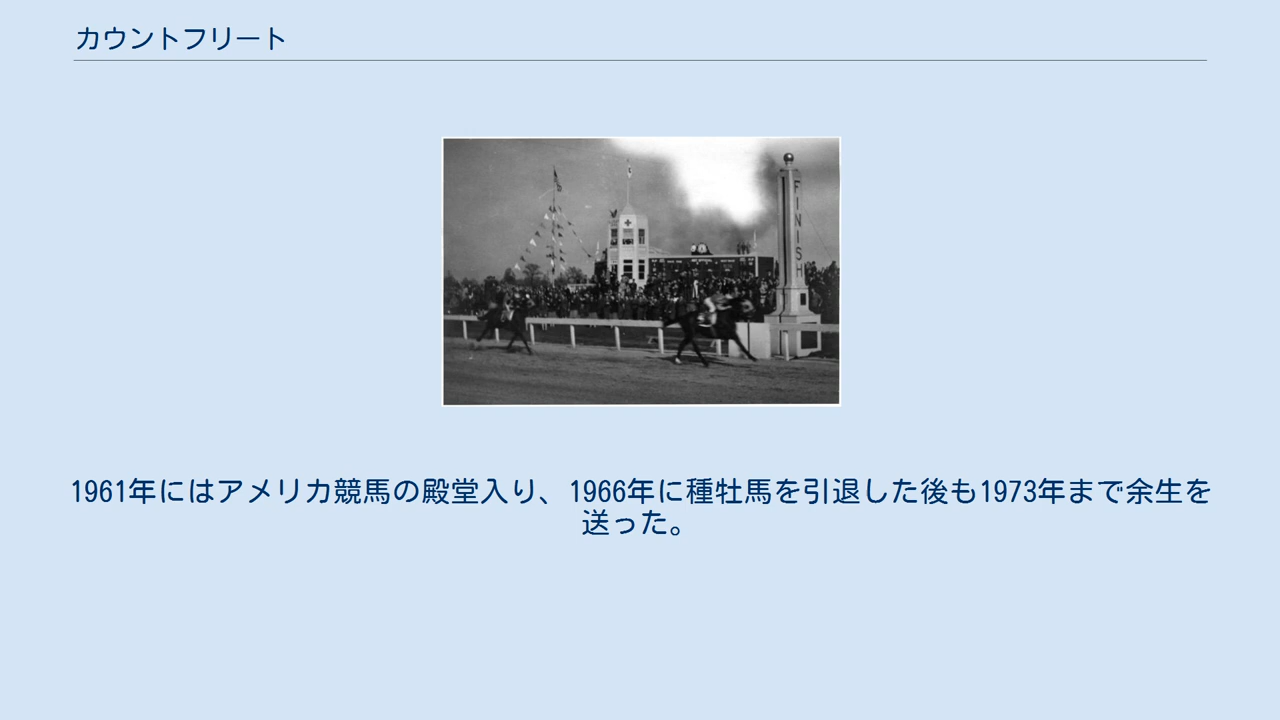 カウントフリート
FINISH
1961年にはアメリカ競馬の殿堂入り、1966年に種牡馬を引退した後も1973年まで余生を
送った。